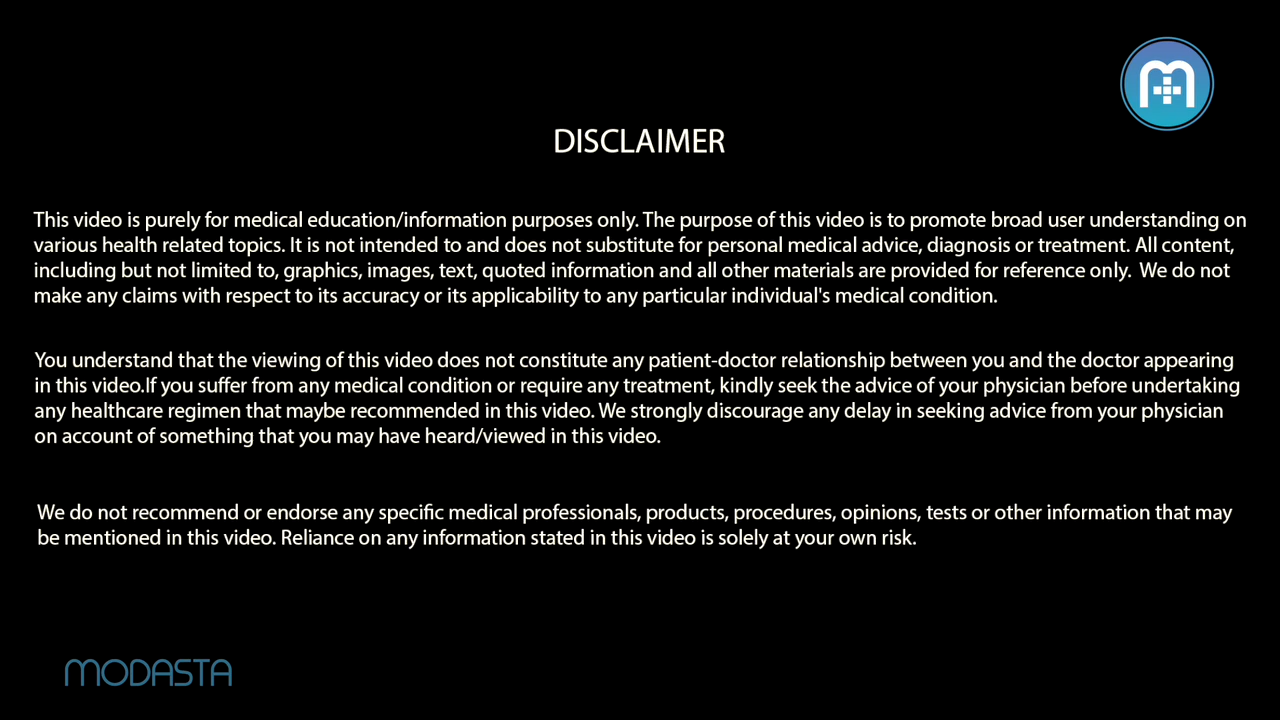 DISCLAIMER
This video is purely for medical education/information purposes only. The purpose of this video is to promote broad user understanding on
various health related topics. It is not intended to and does not substitute for personal medical advice, diagnosis or treatment. All content,
including but not limited to, graphics, images, text, quoted information and all other materials are provided for reference only.  We do not
make any claims with respect to its accuracy or its applicability to any particular individual's medical condition.
You understand that the viewing of this video does not constitute any patient-doctor relationship between you and the doctor appearing
in this video.If you suffer from any medical condition or require any treatment, kindly seek the advice of your physician before undertaking
any healthcare regimen that maybe recommended in this video. We strongly discourage any delay in seeking advice from your physician
on account of something that you may have heard/viewed in this video.
We do not recommend or endorse any specific medical professionals, products, procedures, opinions, tests or other information that may
be mentioned in this video. Reliance on any information stated in this video is solely at your own risk.
MODASTA